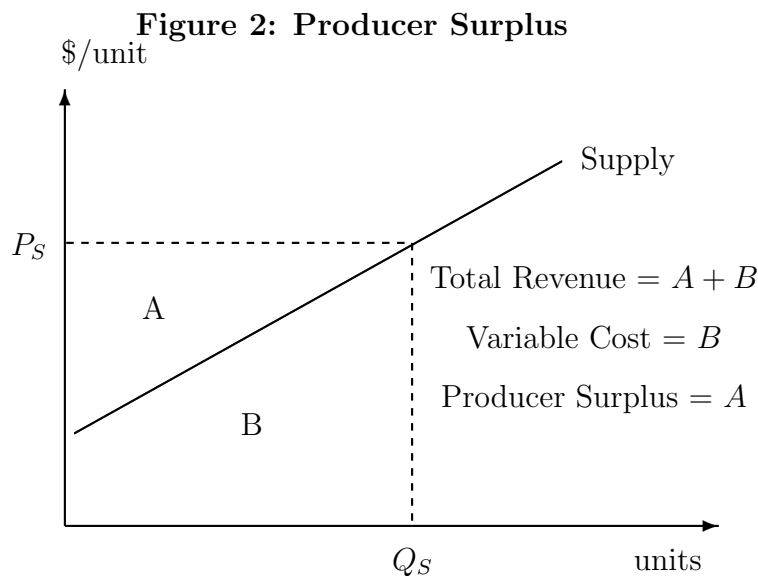 Figure 2: Producer Surplus
$/unit
Supply
P_S
Total Revenue = A + B
A
Variable Cost = B
Producer Surplus = A
B
Q_S
units